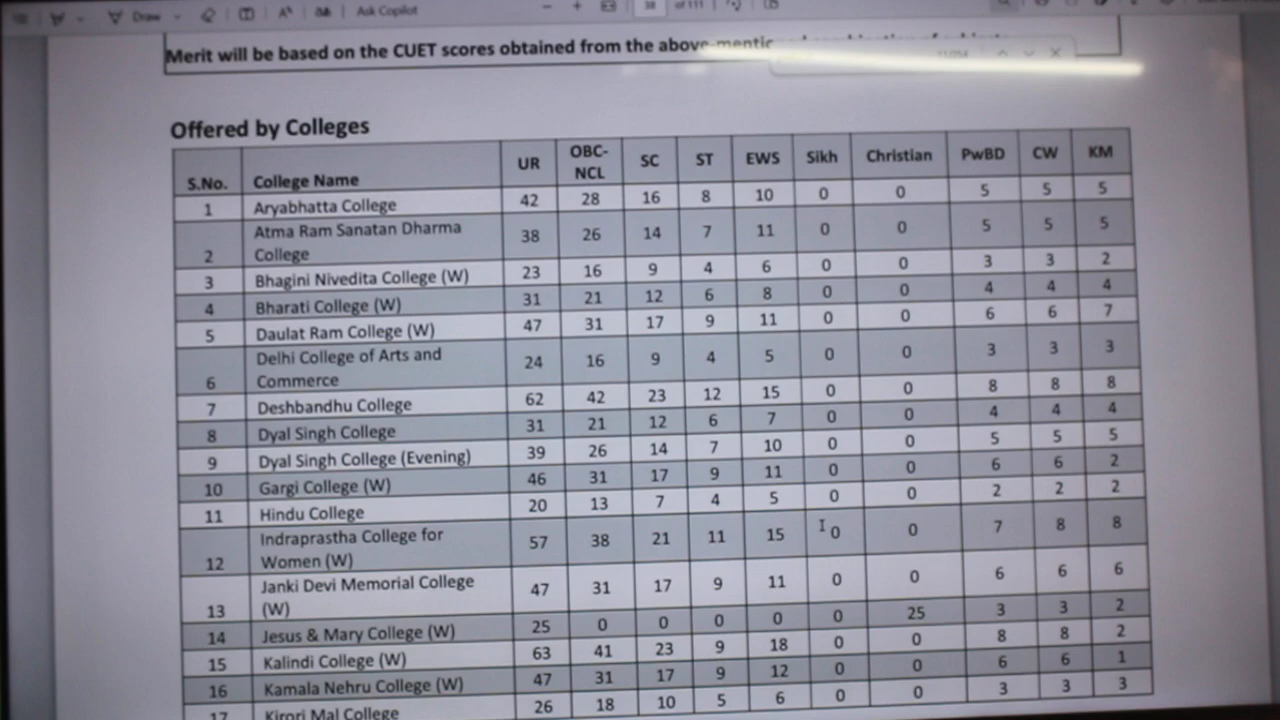 Draw
Ask Copilot
38 of 111
Merit will be based on the CUET scores obtained from the above
Offered by Colleges
S.No. College Name UR OBC-NCL SC ST EWS Sikh Christian PwBD CW KM
1 Aryabhatta College 42 28 16 8 10 0 0 5 5 5
2 Atma Ram Sanatan Dharma College 38 26 14 7 11 0 0 5 5 5
3 Bhagini Nivedita College (W) 23 16 9 4 6 0 0 3 3 2
4 Bharati College (W) 31 21 12 6 8 0 0 4 4 4
5 Daulat Ram College (W) 47 31 17 9 11 0 0 6 6 7
6 Delhi College of Arts and Commerce 24 16 9 4 5 0 0 3 3 3
7 Deshbandhu College 62 42 23 12 15 0 0 8 8 8
8 Dyal Singh College 31 21 12 6 7 0 0 4 4 4
9 Dyal Singh College (Evening) 39 26 14 7 10 0 0 5 5 5
10 Gargi College (W) 46 31 17 9 11 0 0 6 6 2
11 Hindu College 20 13 7 4 5 0 0 2 2 2
12 Indraprastha College for Women (W) 57 38 21 11 15 0 0 7 8 8
13 Janki Devi Memorial College (W) 47 31 17 9 11 0 0 6 6 6
14 Jesus & Mary College (W) 25 0 0 0 0 0 25 3 3 2
15 Kalindi College (W) 63 41 23 9 18 0 0 8 8 2
16 Kamala Nehru College (W) 47 31 17 9 12 0 0 6 6 1
17 Kirori Mal College 26 18 10 5 6 0 0 3 3 3